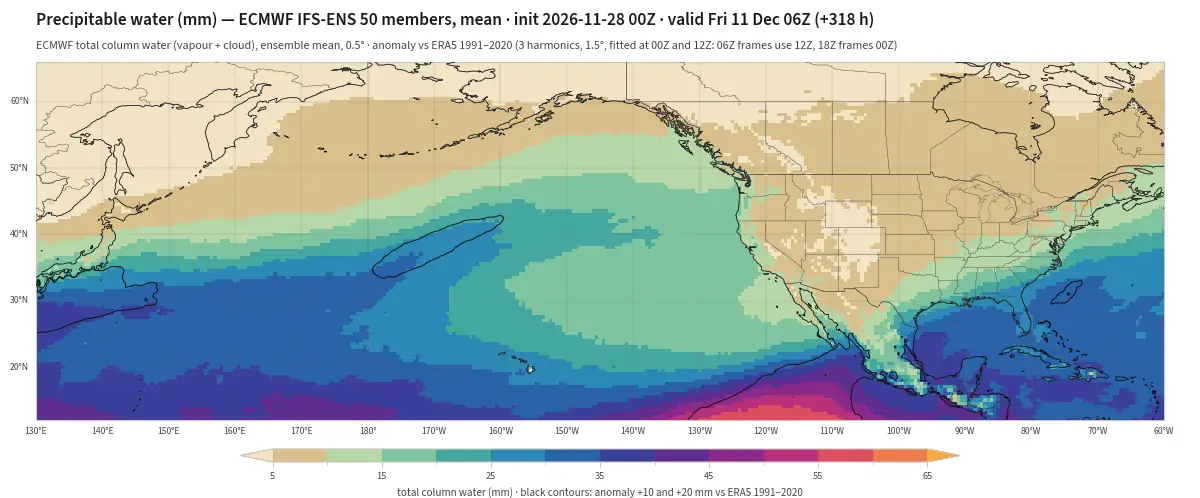 Precipitable water (mm) — ECMWF IFS-ENS 50 members, mean · init 2026-11-28 00Z · valid Fri 11 Dec 06Z (+318 h)
ECMWF total column water (vapour + cloud), ensemble mean, 0.5° · anomaly vs ERA5 1991–2020 (3 harmonics, 1.5°, fitted at 00Z and 12Z: 06Z frames use 12Z, 18Z frames 00Z)
60°N
50°N
40°N
30°N
20°N
130°E 140°E 150°E 160°E 170°E 180° 170°W 160°W 150°W 140°W 130°W 120°W 110°W 100°W 90°W 80°W 70°W 60°W
5 15 25 35 45 55 65
total column water (mm) · black contours: anomaly +10 and +20 mm vs ERA5 1991–2020